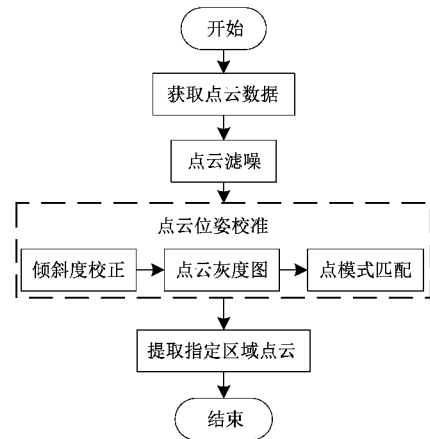 开始
获取点云数据
点云滤噪
点云位姿校准
倾斜度校正
点云灰度图
点模式匹配
提取指定区域点云
结束